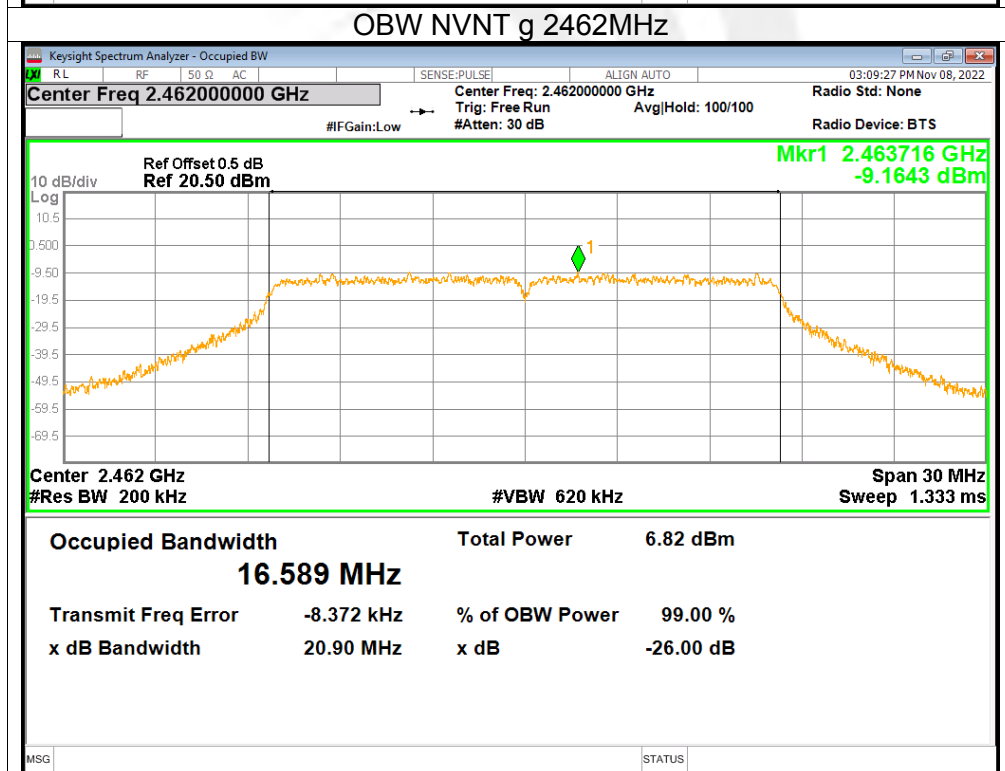 OBW NVNT g 2462MHz
Keysight Spectrum Analyzer - Occupied BW
LXI RL RF 50 Ω AC SENSE:PULSE ALIGN AUTO 03:09:27 PM Nov 08, 2022
Center Freq 2.462000000 GHz Center Freq: 2.462000000 GHz Radio Std: None
Trig: Free Run Avg|Hold: 100/100
#IFGain:Low #Atten: 30 dB Radio Device: BTS
Mkr1 2.463716 GHz
Ref Offset 0.5 dB
-9.1643 dBm
10 dB/div Ref 20.50 dBm
Log
10.5
0.500
1
-9.50
-19.5
-29.5
-39.5
-49.5
-59.5
-69.5
Center 2.462 GHz Span 30 MHz
#Res BW 200 kHz #VBW 620 kHz Sweep 1.333 ms
Occupied Bandwidth Total Power 6.82 dBm
16.589 MHz
Transmit Freq Error -8.372 kHz % of OBW Power 99.00 %
x dB Bandwidth 20.90 MHz x dB -26.00 dB
MSG STATUS